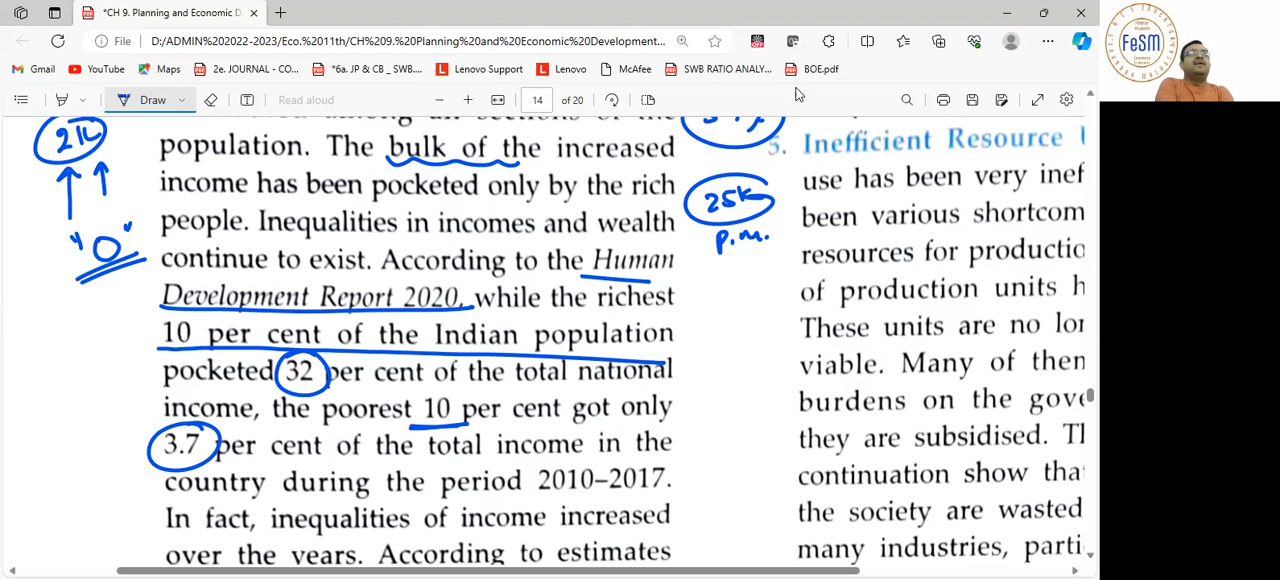 *CH 9. Planning and Economic D
File D:/ADMIN%202022-2023/Eco.%2011th/CH%209.%20Planning%20and%20Economic%20Development...
Gmail YouTube Maps 2e. JOURNAL - CO... *6a. JP & CB _ SWB.... Lenovo Support Lenovo McAfee SWB RATIO ANALY... BOE.pdf
Draw Read aloud 14 of 20
FeSM
population. The bulk of the increased
income has been pocketed only by the rich
people. Inequalities in incomes and wealth
continue to exist. According to the Human
Development Report 2020, while the richest
10 per cent of the Indian population
pocketed 32 per cent of the total national
income, the poorest 10 per cent got only
3.7 per cent of the total income in the
country during the period 2010–2017.
In fact, inequalities of income increased
over the years. According to estimates
"O"
25kg
p.m.
5. Inefficient Resource
use has been very inef
been various shortcom
resources for productio
of production units h
These units are no lon
viable. Many of them
burdens on the gove
they are subsidised. Tl
continuation show tha
the society are wasted
many industries, parti